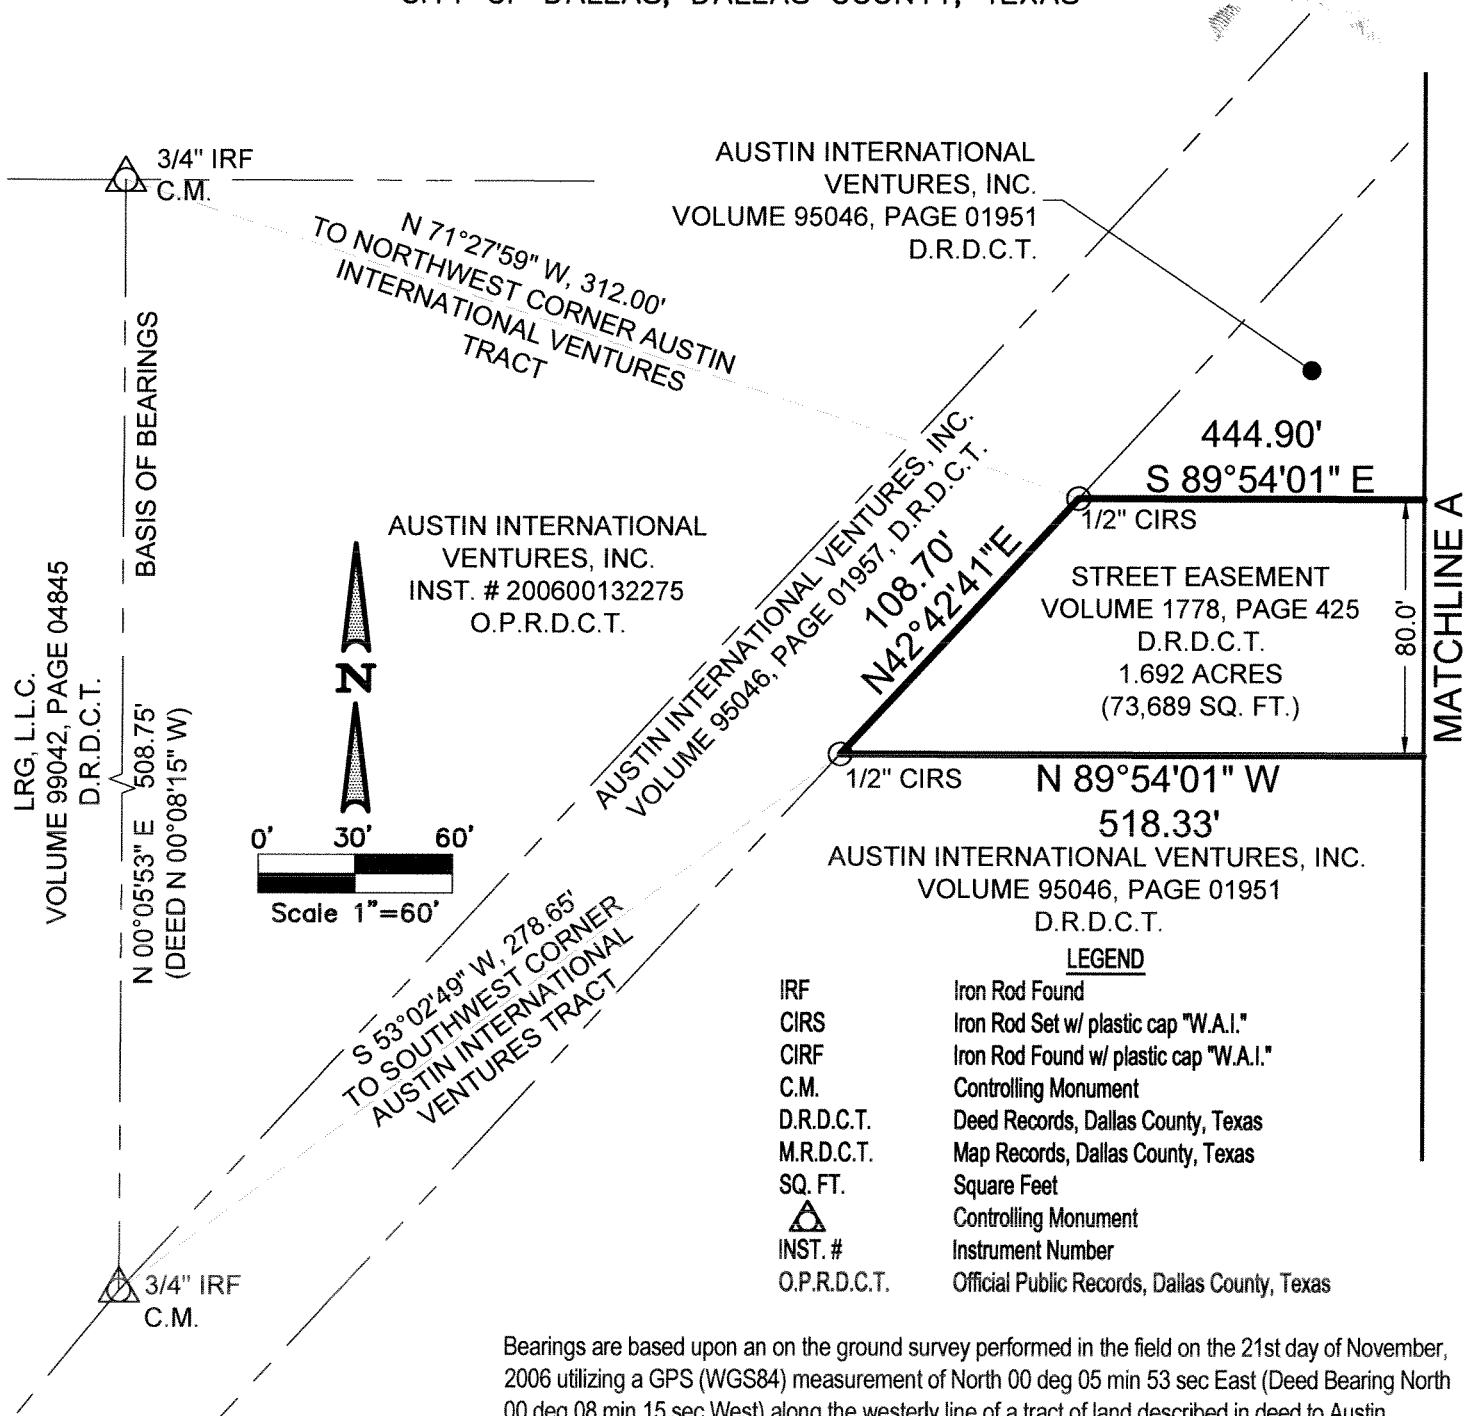 CITY OF DALLAS, DALLAS COUNTY, TEXAS
3/4" IRF
C.M.
AUSTIN INTERNATIONAL
VENTURES, INC.
VOLUME 95046, PAGE 01951
D.R.D.C.T.
N 71°27'59" W, 312.00'
TO NORTHWEST CORNER AUSTIN
INTERNATIONAL VENTURES
TRACT
BASIS OF BEARINGS
444.90'
S 89°54'01" E
1/2" CIRS
AUSTIN INTERNATIONAL
VENTURES, INC.
INST. # 200600132275
O.P.R.D.C.T.
AUSTIN INTERNATIONAL VENTURES, INC.
VOLUME 95046, PAGE 01957, D.R.D.C.T.
108.70'
N42°42'41"E
STREET EASEMENT
VOLUME 1778, PAGE 425
D.R.D.C.T.
1.692 ACRES
(73,689 SQ. FT.)
80.0'
MATCHLINE A
LRG, L.L.C.
VOLUME 99042, PAGE 04845
D.R.D.C.T.
N 00°05'53" E 508.75'
(DEED N 00°08'15" W)
N
0' 30' 60'
Scale 1"=60'
1/2" CIRS
N 89°54'01" W
518.33'
AUSTIN INTERNATIONAL VENTURES, INC.
VOLUME 95046, PAGE 01951
D.R.D.C.T.
S 53°02'49" W, 278.65'
TO SOUTHWEST CORNER
AUSTIN INTERNATIONAL
VENTURES TRACT
LEGEND
IRF Iron Rod Found
CIRS Iron Rod Set w/ plastic cap "W.A.I."
CIRF Iron Rod Found w/ plastic cap "W.A.I."
C.M. Controlling Monument
D.R.D.C.T. Deed Records, Dallas County, Texas
M.R.D.C.T. Map Records, Dallas County, Texas
SQ. FT. Square Feet
Controlling Monument
INST. # Instrument Number
O.P.R.D.C.T. Official Public Records, Dallas County, Texas
3/4" IRF
C.M.
Bearings are based upon an on the ground survey performed in the field on the 21st day of November,
2006 utilizing a GPS (WGS84) measurement of North 00 deg 05 min 53 sec East (Deed Bearing North
00 deg 08 min 15 sec West) along the westerly line of a tract of land described in deed to Austin